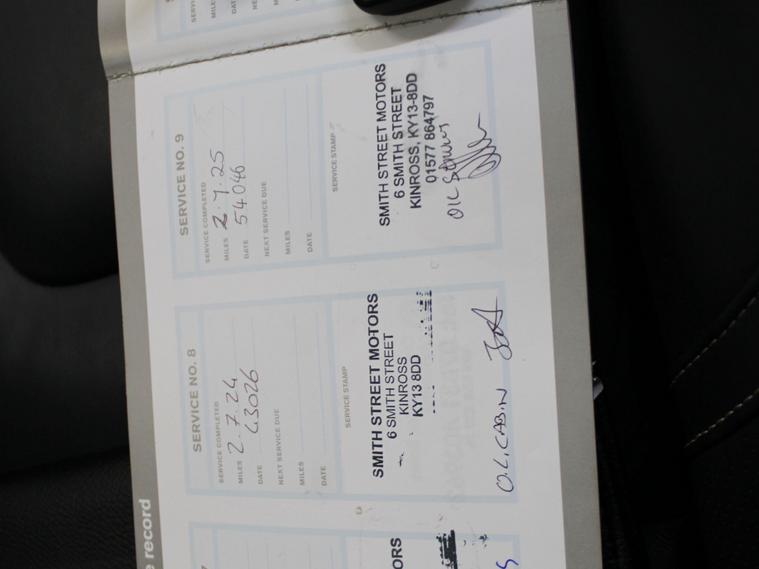 e record
SERVICE NO. 8
SERVICE COMPLETED
MILES 2.7.24
DATE 43026
NEXT SERVICE DUE
MILES
DATE
SERVICE STAMP
SMITH STREET MOTORS
6 SMITH STREET
KINROSS
KY13 8DD
OIL CABIN
SERVICE NO. 9
SERVICE COMPLETED
MILES 2.7.25
DATE 54046
NEXT SERVICE DUE
MILES
DATE
SERVICE STAMP
SMITH STREET MOTORS
6 SMITH STREET
KINROSS, KY13-8DD
01577 864797
OIL